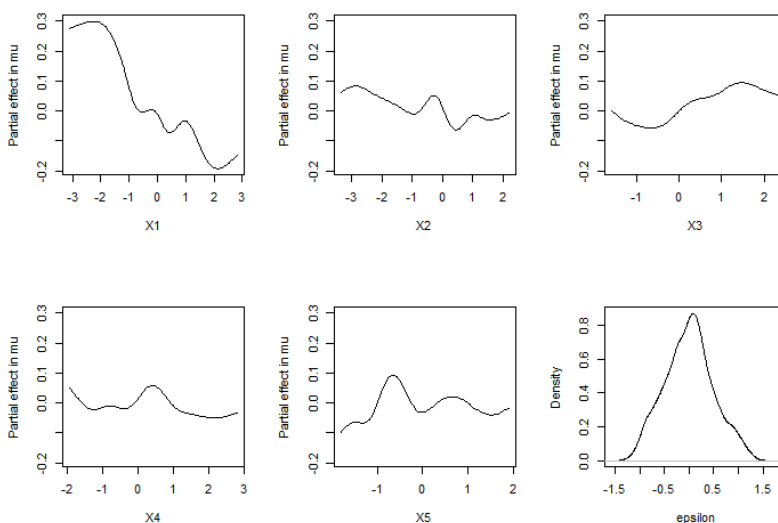 Partial effect in mu
-0.2 0.0 0.1 0.2 0.3
-3 -2 -1 0 1 2 3
X1
Partial effect in mu
-0.2 0.0 0.1 0.2 0.3
-3 -2 -1 0 1 2
X2
Partial effect in mu
-0.2 0.0 0.1 0.2 0.3
-1 0 1 2
X3
Partial effect in mu
-0.2 0.0 0.1 0.2 0.3
-2 -1 0 1 2 3
X4
Partial effect in mu
-0.2 0.0 0.1 0.2 0.3
-1 0 1 2
X5
Density
0.0 0.2 0.4 0.6 0.8
-1.5 -0.5 0.5 1.5
epsilon